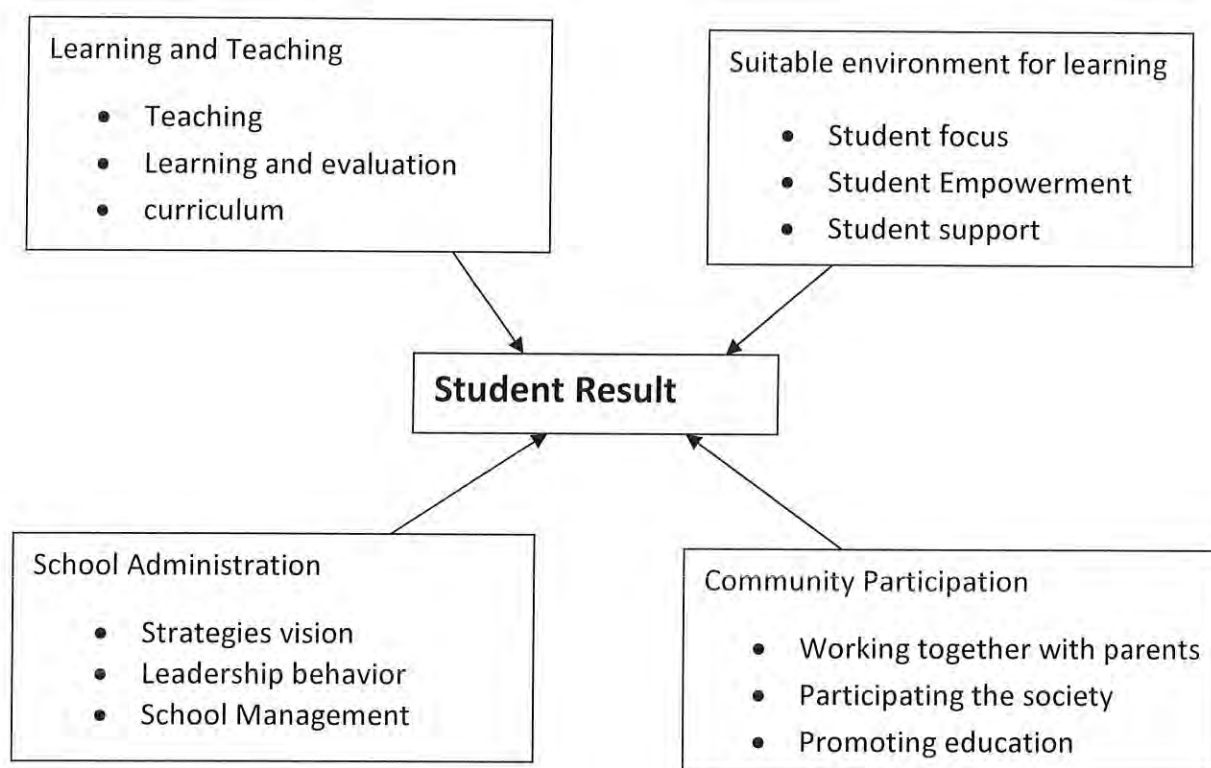 Learning and Teaching
• Teaching
• Learning and evaluation
• curriculum
Suitable environment for learning
• Student focus
• Student Empowerment
• Student support
Student Result
School Administration
• Strategies vision
• Leadership behavior
• School Management
Community Participation
• Working together with parents
• Participating the society
• Promoting education